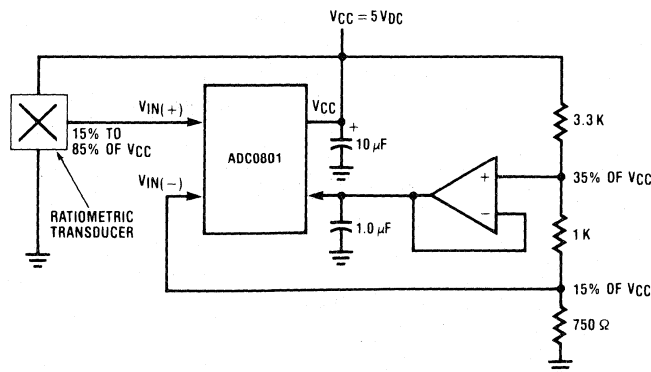 VCC = 5 VDC
VIN(+)
VCC
15% TO
85% OF VCC
+
10 µF
3.3 K
ADC0801
VIN(−)
+
−
35% OF VCC
RATIOMETRIC
TRANSDUCER
1.0 µF
1 K
15% OF VCC
750 Ω